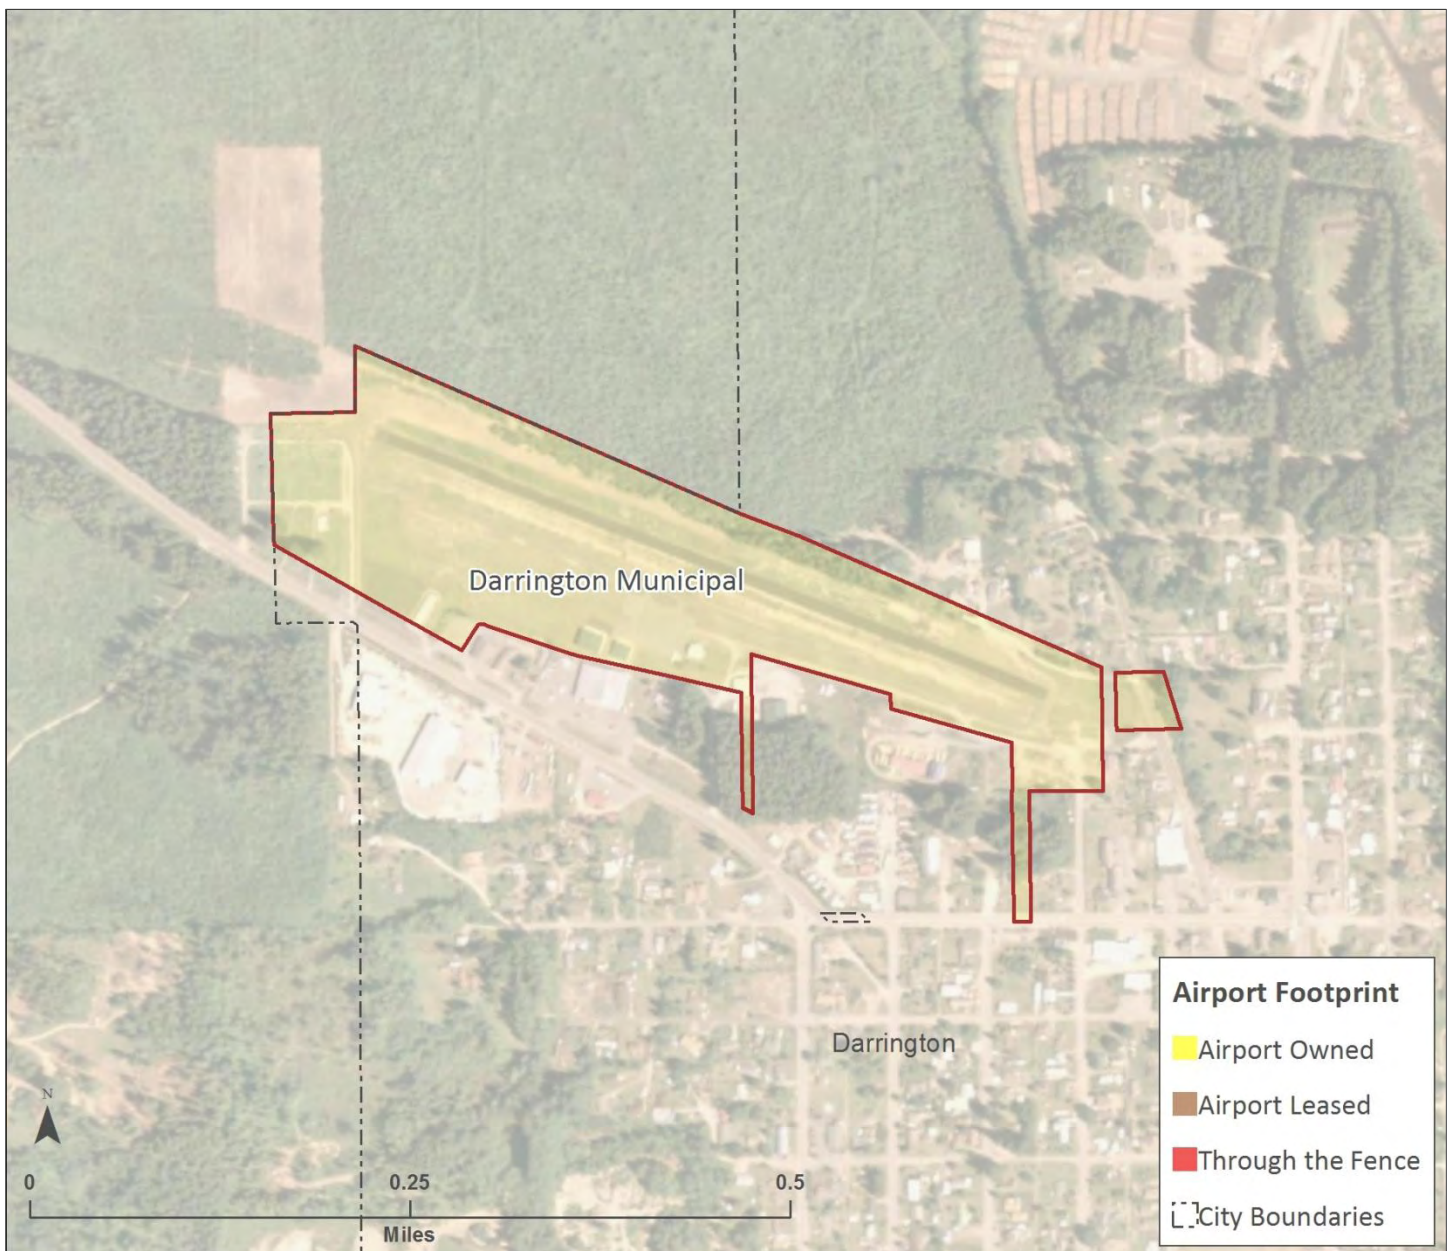 Darrington Municipal
Darrington
Airport Footprint
Airport Owned
Airport Leased
Through the Fence
City Boundaries
N
0 0.25 0.5
Miles